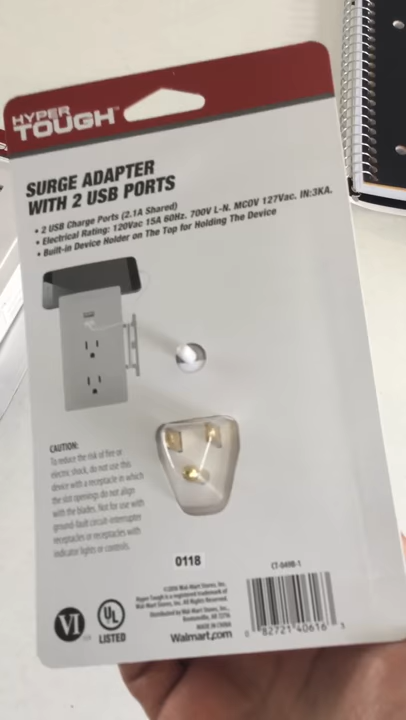 HYPER
TOUGH™
SURGE ADAPTER
WITH 2 USB PORTS
• 2 USB Charge Ports (2.1A Shared)
• Electrical Rating: 120Vac 15A 60Hz. 700V L-N. MCOV 127Vac. IN:3KA.
• Built-in Device Holder on The Top for Holding The Device
CAUTION:
To reduce the risk of fire or
electric shock, do not use this
device with a receptacle in which
the slot openings do not align
with the blades. Not for use with
ground-fault circuit-interrupter
receptacles or receptacles with
indicator lights or controls.
0118
CT-049B-1
©2016 Wal-Mart Stores, Inc.
Hyper Tough is a registered trademark of
Wal-Mart Stores, Inc. All Rights Reserved.
Distributed by Wal-Mart Stores, Inc.,
Bentonville, AR 72716
MADE IN CHINA
Walmart.com
VI
UL
LISTED
0 82721 40616 3